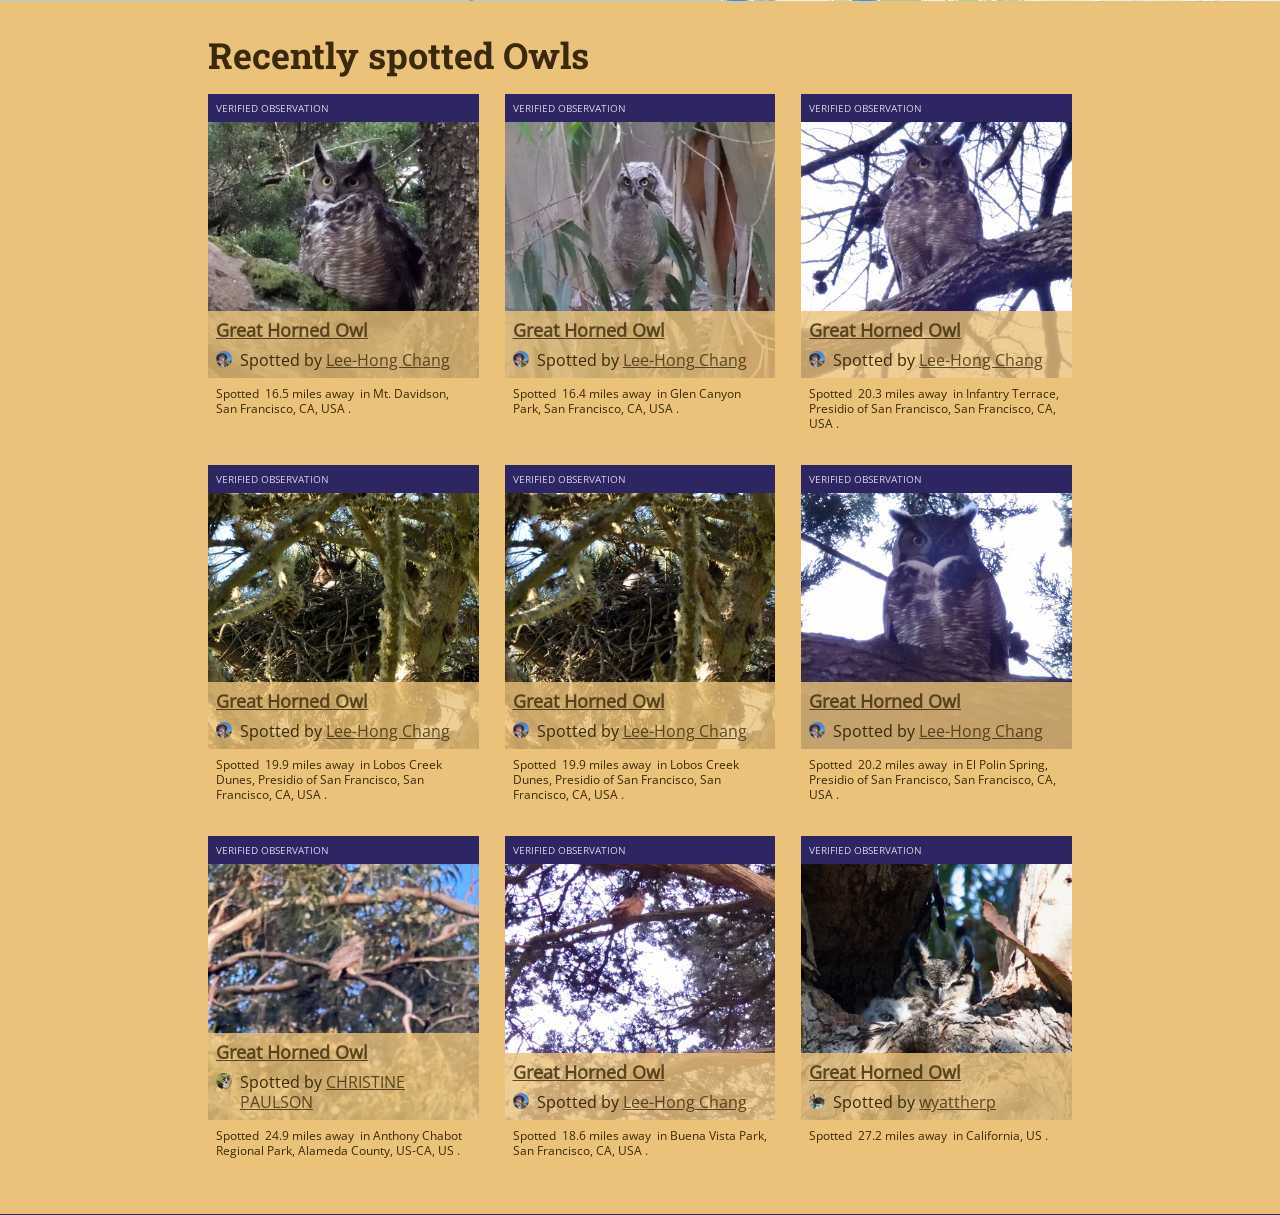 Recently spotted Owls
VERIFIED OBSERVATION
Great Horned Owl
Spotted by Lee-Hong Chang
Spotted 16.5 miles away in Mt. Davidson,
San Francisco, CA, USA .
VERIFIED OBSERVATION
Great Horned Owl
Spotted by Lee-Hong Chang
Spotted 16.4 miles away in Glen Canyon
Park, San Francisco, CA, USA .
VERIFIED OBSERVATION
Great Horned Owl
Spotted by Lee-Hong Chang
Spotted 20.3 miles away in Infantry Terrace,
Presidio of San Francisco, San Francisco, CA,
USA .
VERIFIED OBSERVATION
Great Horned Owl
Spotted by Lee-Hong Chang
Spotted 19.9 miles away in Lobos Creek
Dunes, Presidio of San Francisco, San
Francisco, CA, USA .
VERIFIED OBSERVATION
Great Horned Owl
Spotted by Lee-Hong Chang
Spotted 19.9 miles away in Lobos Creek
Dunes, Presidio of San Francisco, San
Francisco, CA, USA .
VERIFIED OBSERVATION
Great Horned Owl
Spotted by Lee-Hong Chang
Spotted 20.2 miles away in El Polin Spring,
Presidio of San Francisco, San Francisco, CA,
USA .
VERIFIED OBSERVATION
Great Horned Owl
Spotted by CHRISTINE
PAULSON
Spotted 24.9 miles away in Anthony Chabot
Regional Park, Alameda County, US-CA, US .
VERIFIED OBSERVATION
Great Horned Owl
Spotted by Lee-Hong Chang
Spotted 18.6 miles away in Buena Vista Park,
San Francisco, CA, USA .
VERIFIED OBSERVATION
Great Horned Owl
Spotted by wyattherp
Spotted 27.2 miles away in California, US .